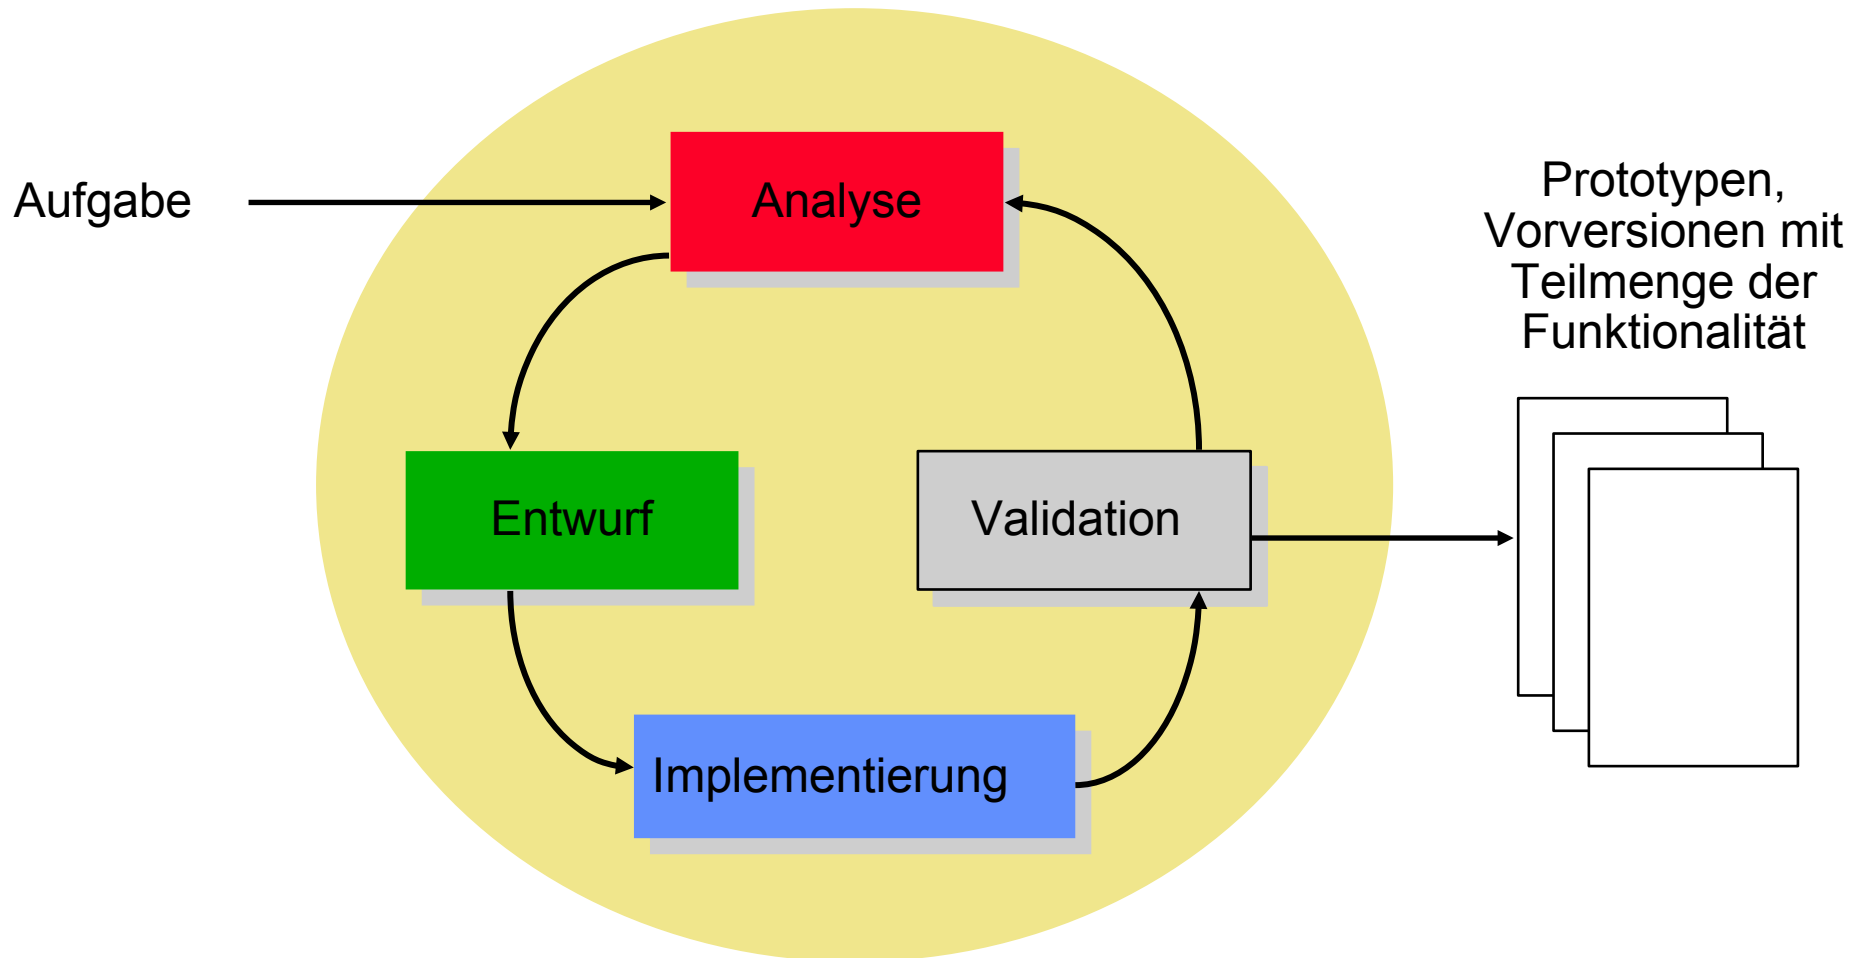 Aufgabe
Analyse
Prototypen,
Vorversionen mit
Teilmenge der
Funktionalität
Entwurf
Validation
Implementierung